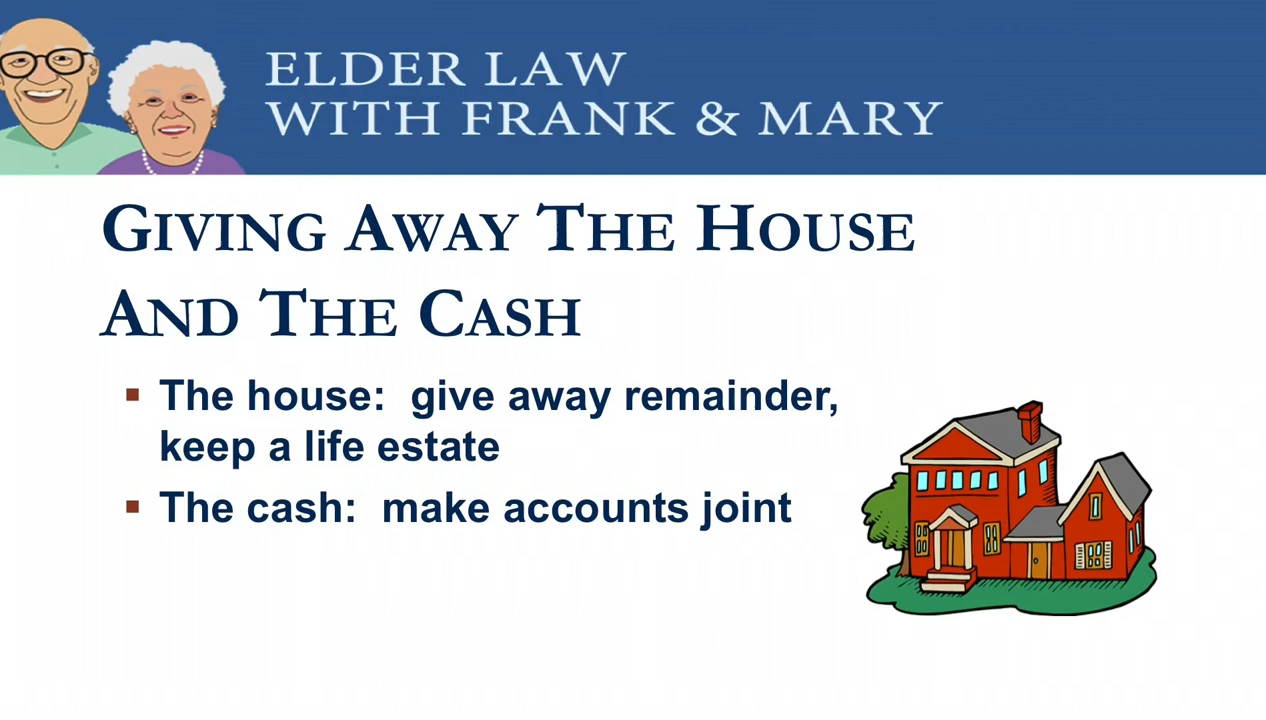 ELDER LAW
WITH FRANK & MARY
GIVING AWAY THE HOUSE
AND THE CASH
▪ The house:  give away remainder,
keep a life estate
▪ The cash:  make accounts joint